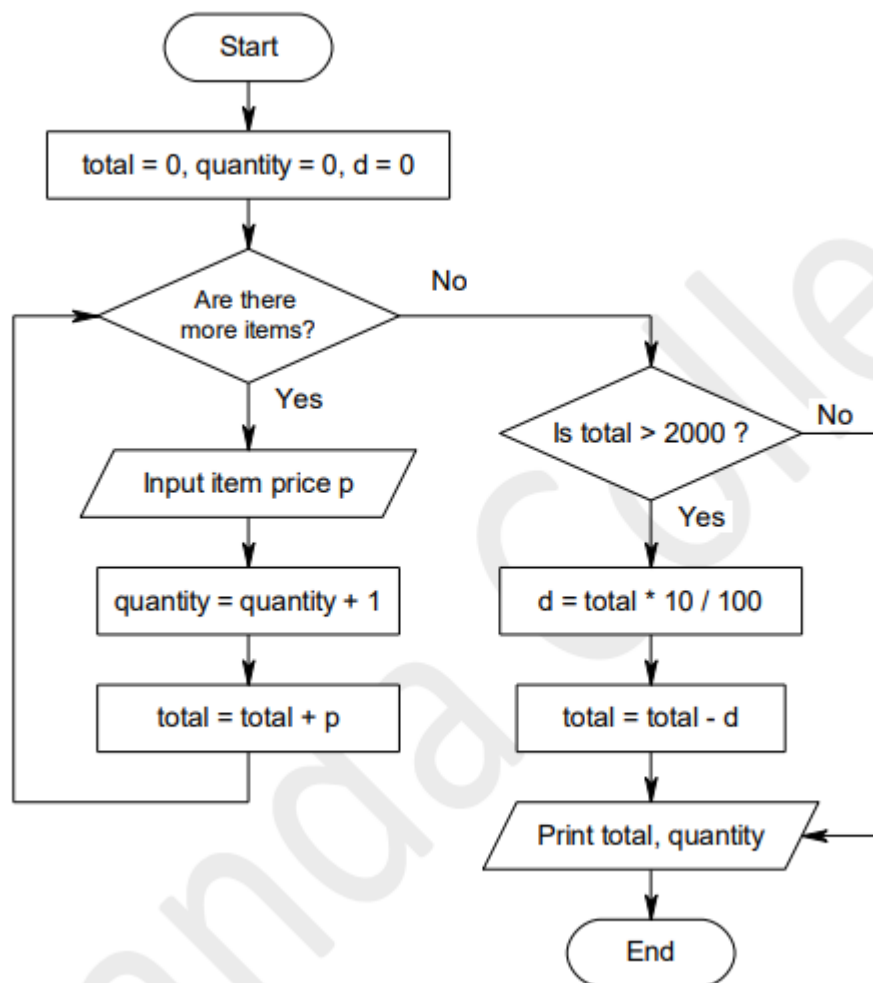 Start
total = 0, quantity = 0, d = 0
Are there
more items?
No
Yes
Input item price p
quantity = quantity + 1
total = total + p
Is total > 2000 ?
No
Yes
d = total * 10 / 100
total = total - d
Print total, quantity
End